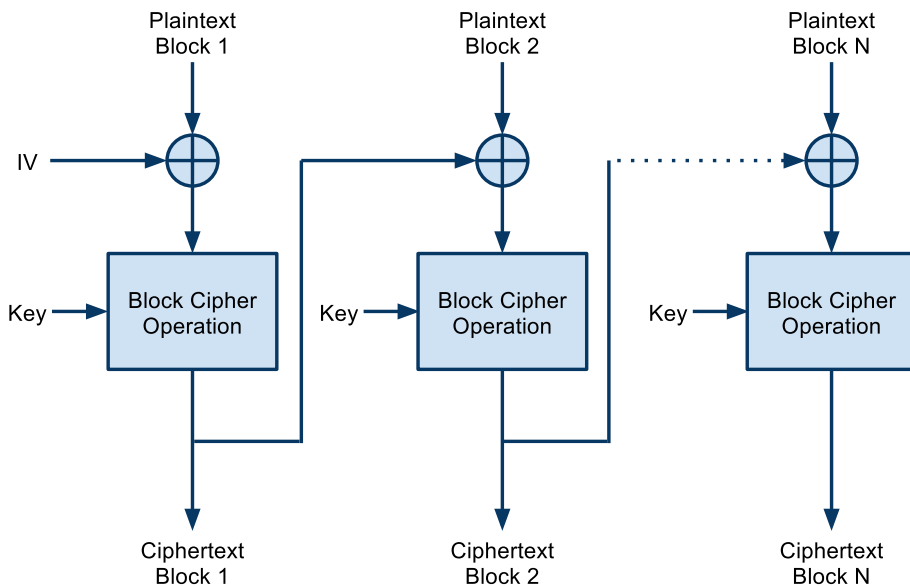 Plaintext
Block 1
Plaintext
Block 2
Plaintext
Block N
IV
Key
Block Cipher
Operation
Key
Block Cipher
Operation
Key
Block Cipher
Operation
Ciphertext
Block 1
Ciphertext
Block 2
Ciphertext
Block N